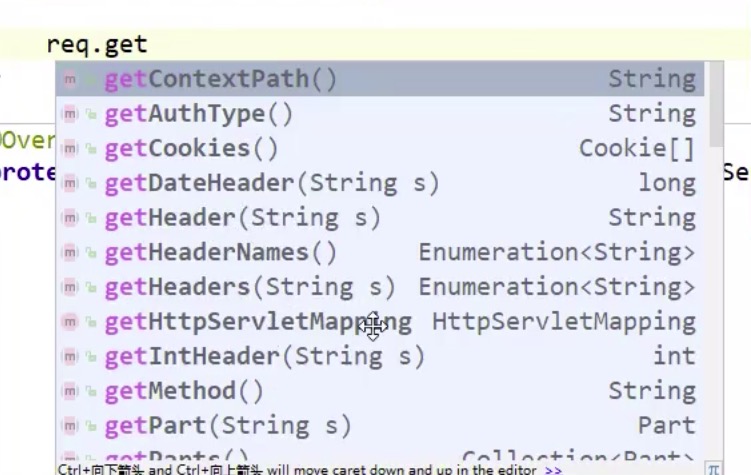 req.get
getContextPath() String
getAuthType() String
getCookies() Cookie[]
getDateHeader(String s) long
getHeader(String s) String
getHeaderNames() Enumeration<String>
getHeaders(String s) Enumeration<String>
getHttpServletMapping HttpServletMapping
getIntHeader(String s) int
getMethod() String
getPart(String s) Part
getParts() Collection<Part>
Over
prote
Se
Ctrl+向下箭头 and Ctrl+向上箭头 will move caret down and up in the editor >>
π